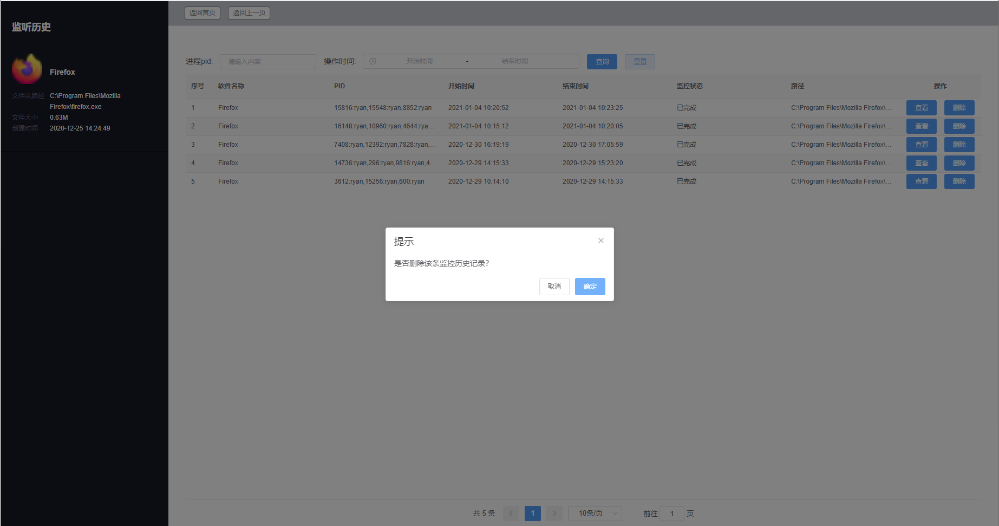 监听历史
Firefox
文件夹路径 C:\Program Files\Mozilla
Firefox\firefox.exe
文件大小 0.63M
创建时间 2020-12-25 14:24:49
返回首页 返回上一页
进程pid: 请输入内容 操作时间: 开始时间 - 结束时间 查询 重置
序号 软件名称 PID 开始时间 结束时间 监控状态 路径 操作
1 Firefox 15816:ryan,15548:ryan,8852:ryan 2021-01-04 10:20:52 2021-01-04 10:23:25 已完成 C:\Program Files\Mozilla Firefox\... 查看 删除
2 Firefox 16148:ryan,10960:ryan,4644:rya... 2021-01-04 10:15:12 2021-01-04 10:20:05 已完成 C:\Program Files\Mozilla Firefox\... 查看 删除
3 Firefox 7408:ryan,12392:ryan,7828:ryan,... 2020-12-30 16:19:19 2020-12-30 17:05:59 已完成 C:\Program Files\Mozilla Firefox\... 查看 删除
4 Firefox 14736:ryan,296:ryan,9816:ryan,4... 2020-12-29 14:15:33 2020-12-29 15:23:20 已完成 C:\Program Files\Mozilla Firefox\... 查看 删除
5 Firefox 3612:ryan,15256:ryan,600:ryan 2020-12-29 10:14:10 2020-12-29 14:15:33 已完成 C:\Program Files\Mozilla Firefox\... 查看 删除
提示
是否删除该条监控历史记录?
取消 确定
共 5 条 < 1 > 10条/页 前往 1 页